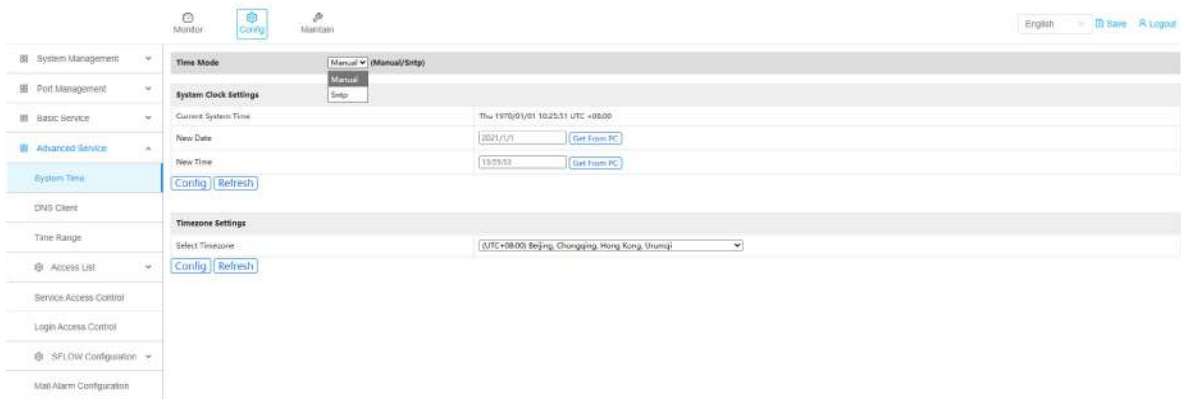 Monitor Config Maintain English Save Logout
System Management
Port Management
Basic Service
Advanced Service
System Time
DNS Client
Time Range
Access List
Service Access Control
Login Access Control
SFLOW Configuration
Mail Alarm Configuration
Time Mode Manual (Manual/Sntp)
Manual
Sntp
System Clock Settings
Current System Time Thu 1970/01/01 10:25:51 UTC +08:00
New Date 2021/1/1 Get From PC
New Time Get From PC
Config Refresh
Timezone Settings
Select Timezone (UTC+08:00) Beijing, Chongqing, Hong Kong, Urumqi
Config Refresh